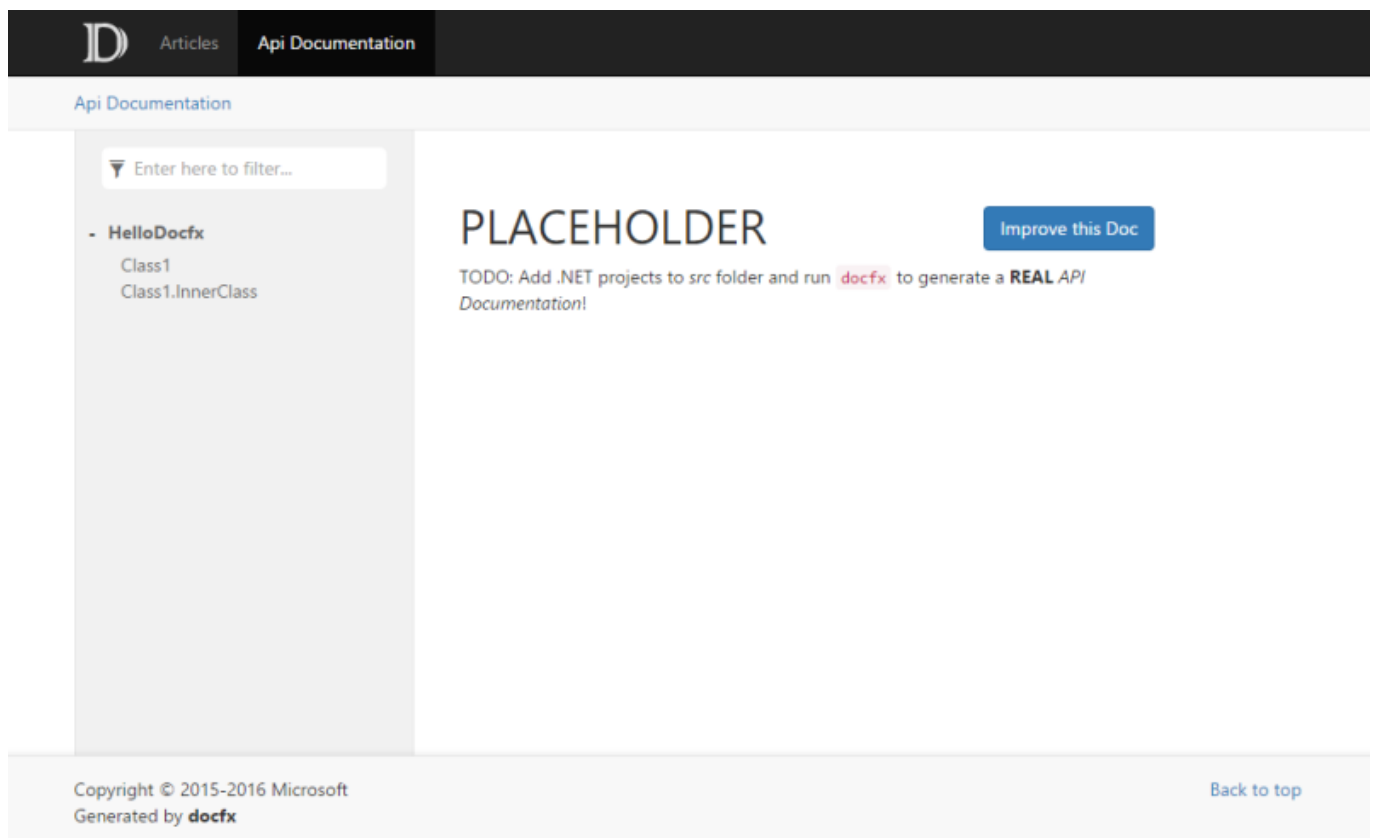 D Articles Api Documentation
Api Documentation
Enter here to filter...
- HelloDocfx
Class1
Class1.InnerClass
PLACEHOLDER
Improve this Doc
TODO: Add .NET projects to src folder and run docfx to generate a REAL API
Documentation!
Copyright © 2015-2016 Microsoft
Generated by docfx
Back to top